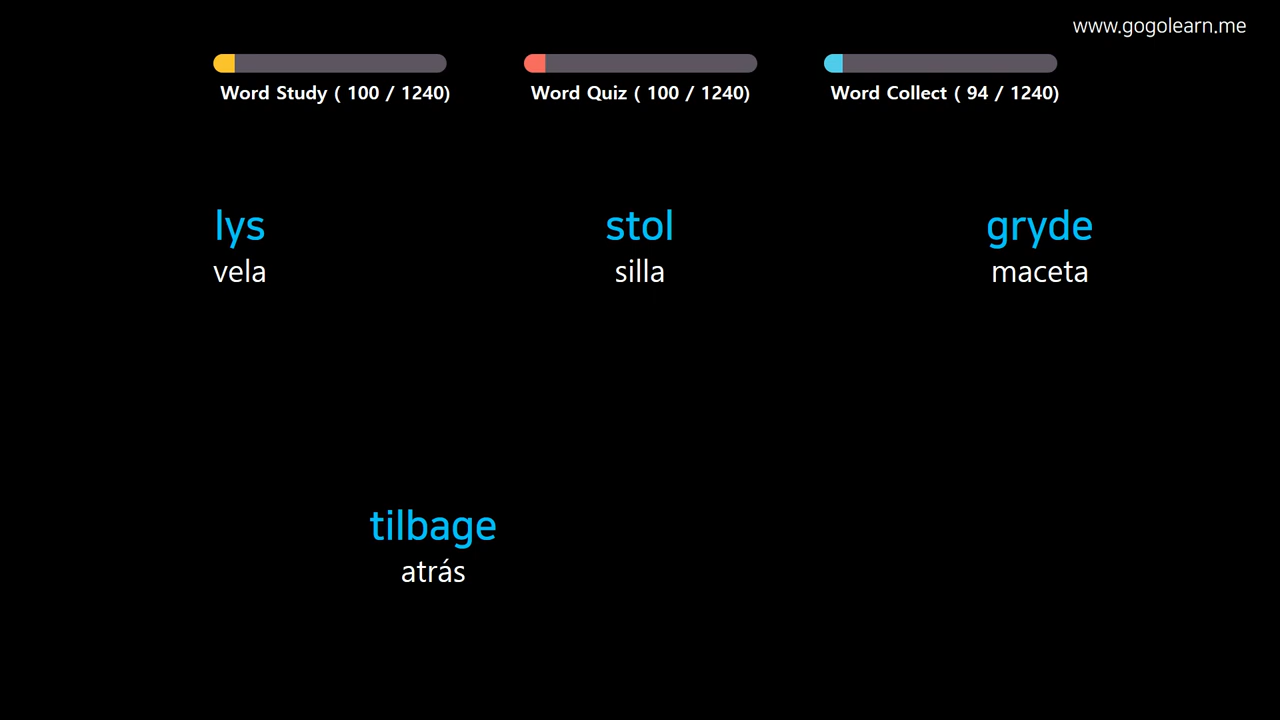 www.gogolearn.me
Word Study ( 100 / 1240)
Word Quiz ( 100 / 1240)
Word Collect ( 94 / 1240)
lys
vela
stol
silla
gryde
maceta
tilbage
atrás